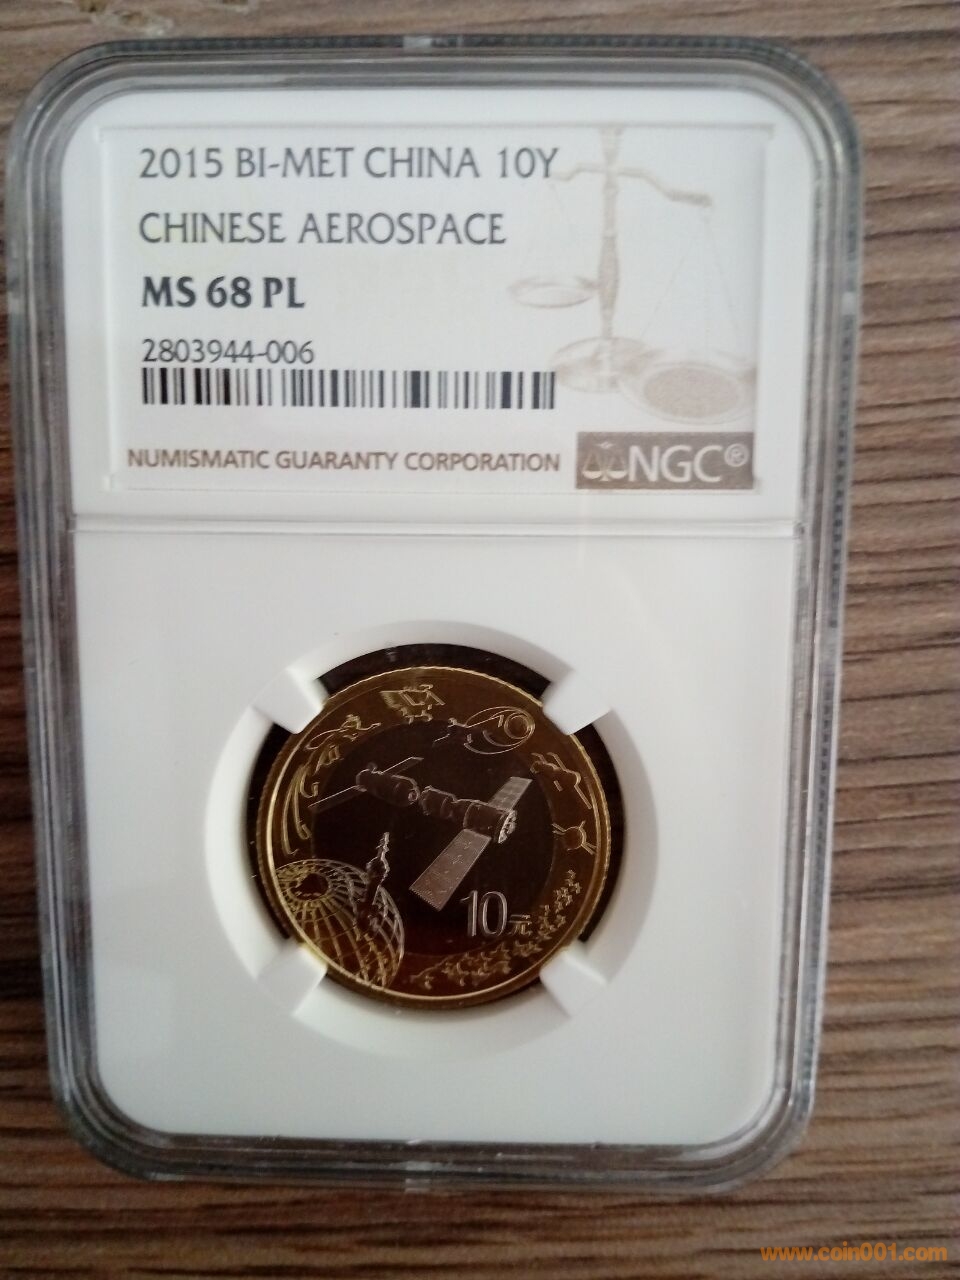 2015 BI-MET CHINA 10Y
CHINESE AEROSPACE
MS 68 PL
2803944-006
NUMISMATIC GUARANTY CORPORATION
NGC®
10元
www.coin001.com